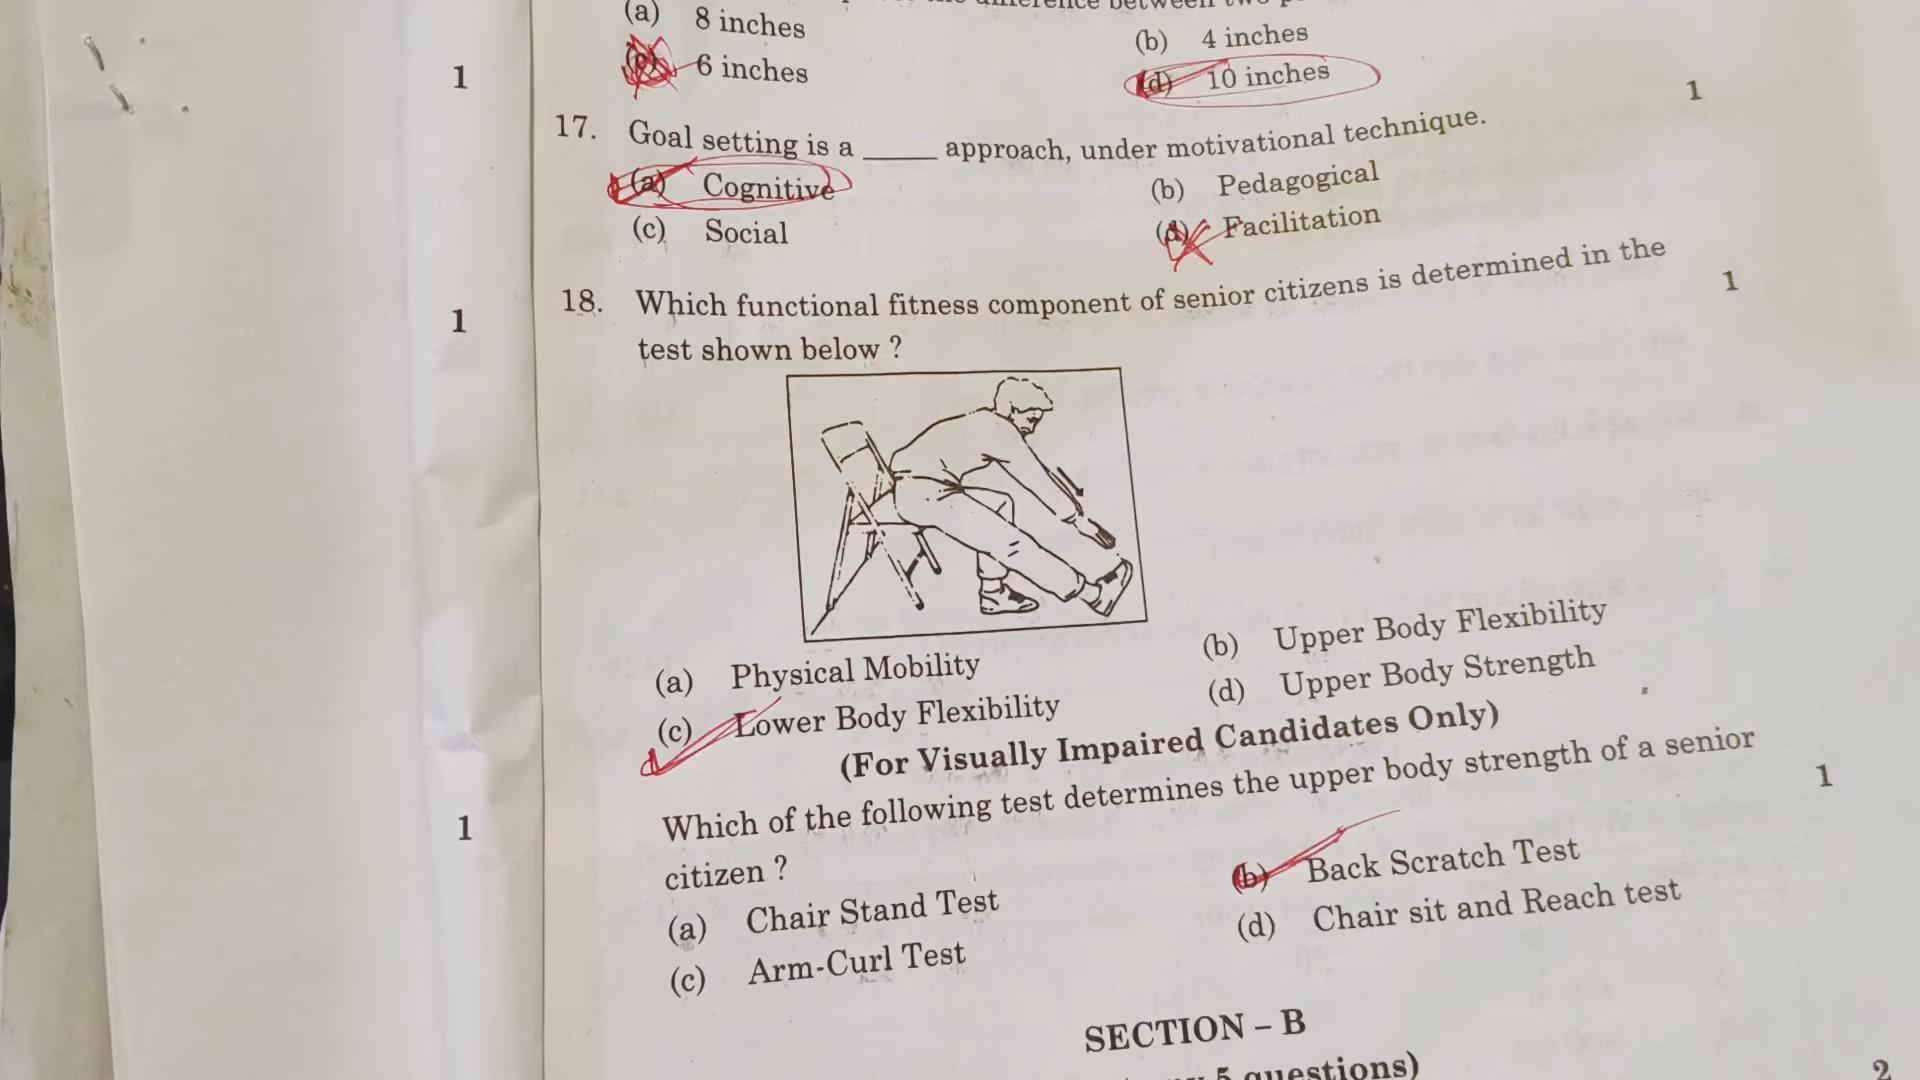 difference between two
(a) 8 inches
(b) 4 inches
6 inches
(d) 10 inches
1
1
17. Goal setting is a _____ approach, under motivational technique.
(a) Cognitive
(b) Pedagogical
(c) Social
(d) Facilitation
18. Which functional fitness component of senior citizens is determined in the
1
1
test shown below ?
(a) Physical Mobility
(b) Upper Body Flexibility
(c) Lower Body Flexibility
(d) Upper Body Strength
(For Visually Impaired Candidates Only)
Which of the following test determines the upper body strength of a senior
1
1
citizen ?
(a) Chair Stand Test
(b) Back Scratch Test
(c) Arm-Curl Test
(d) Chair sit and Reach test
SECTION – B
5 questions)
2